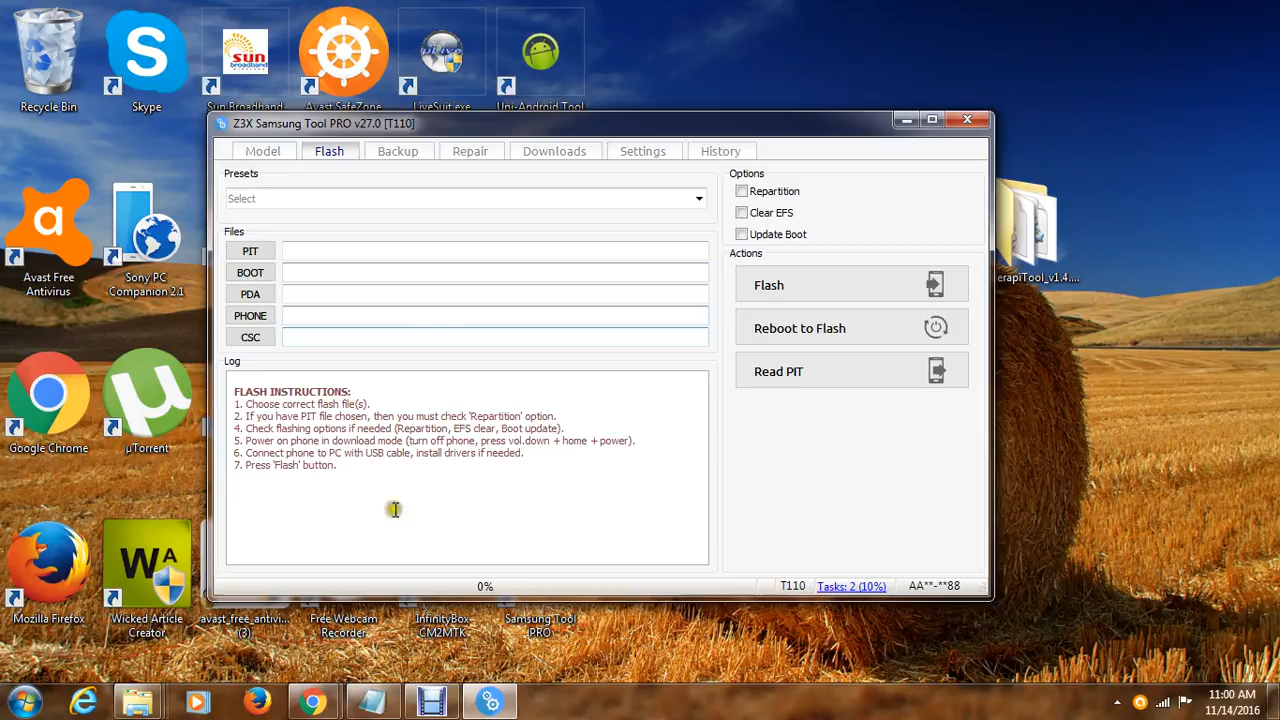 Recycle Bin
Skype
Sun Broadband
Avast SafeZone
LiveSuit.exe
Uni-Android Tool
sun
broadband
µLive
Z3X Samsung Tool PRO v27.0 [T110]
Model
Flash
Backup
Repair
Downloads
Settings
History
Presets
Select
Files
PIT
BOOT
PDA
PHONE
CSC
Options
Repartition
Clear EFS
Update Boot
Actions
Flash
Reboot to Flash
Read PIT
Log
FLASH INSTRUCTIONS:
1. Choose correct flash file(s).
2. If you have PIT file chosen, then you must check 'Repartition' option.
4. Check flashing options if needed (Repartition, EFS clear, Boot update).
5. Power on phone in download mode (turn off phone, press vol.down + home + power).
6. Connect phone to PC with USB cable, install drivers if needed.
7. Press 'Flash' button.
0%
T110
Tasks: 2 (10%)
AA**-**88
Avast Free
Antivirus
Sony PC
Companion 2.1
erapiTool_v1.4....
Google Chrome
µTorrent
WA
Mozilla Firefox
Wicked Article
Creator
avast_free_antivi...
(3)
Free Webcam
Recorder
InfinityBox
CM2MTK
Samsung Tool
PRO
11:00 AM
11/14/2016